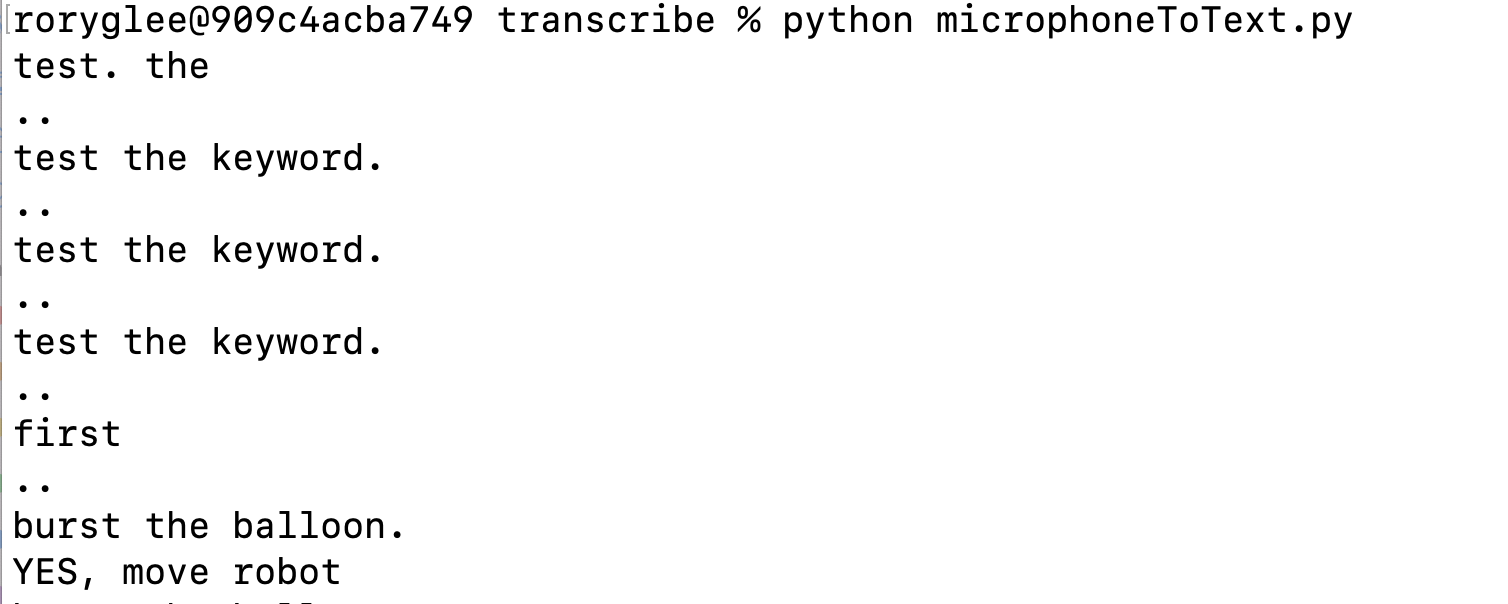 roryglee@909c4acba749 transcribe % python microphoneToText.py
test. the
..
test the keyword.
..
test the keyword.
..
test the keyword.
..
first
..
burst the balloon.
YES, move robot